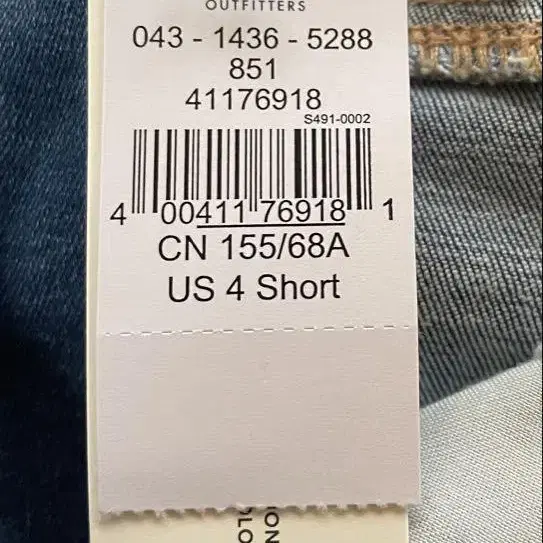 OUTFITTERS
043 - 1436 - 5288
851
41176918
S491-0002
4 00411 76918 1
CN 155/68A
US 4 Short